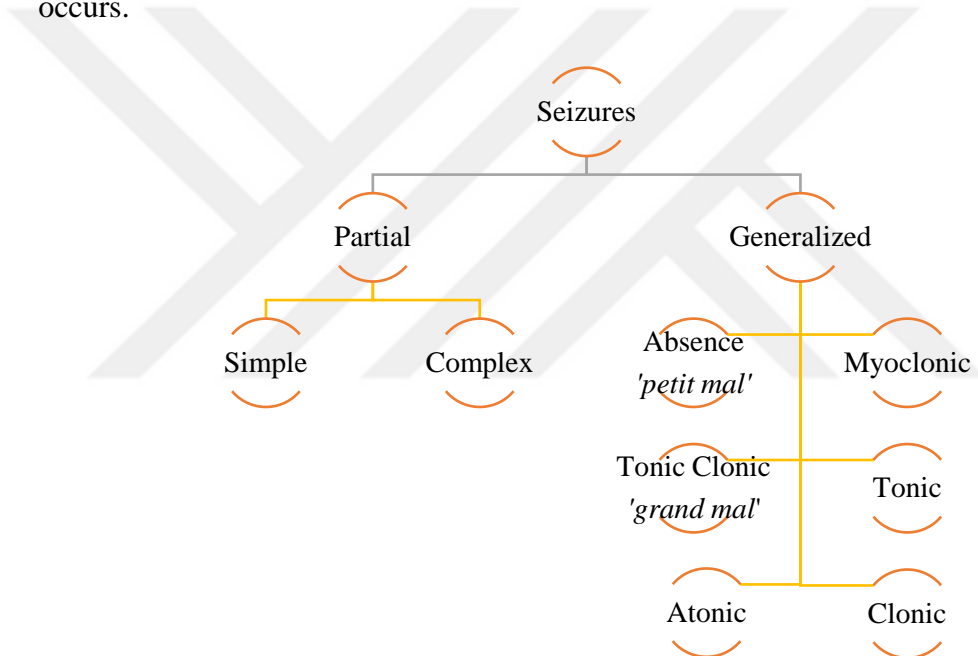 occurs.
Seizures
Partial
Generalized
Simple
Complex
Absence
'petit mal'
Myoclonic
Tonic Clonic
'grand mal'
Tonic
Atonic
Clonic